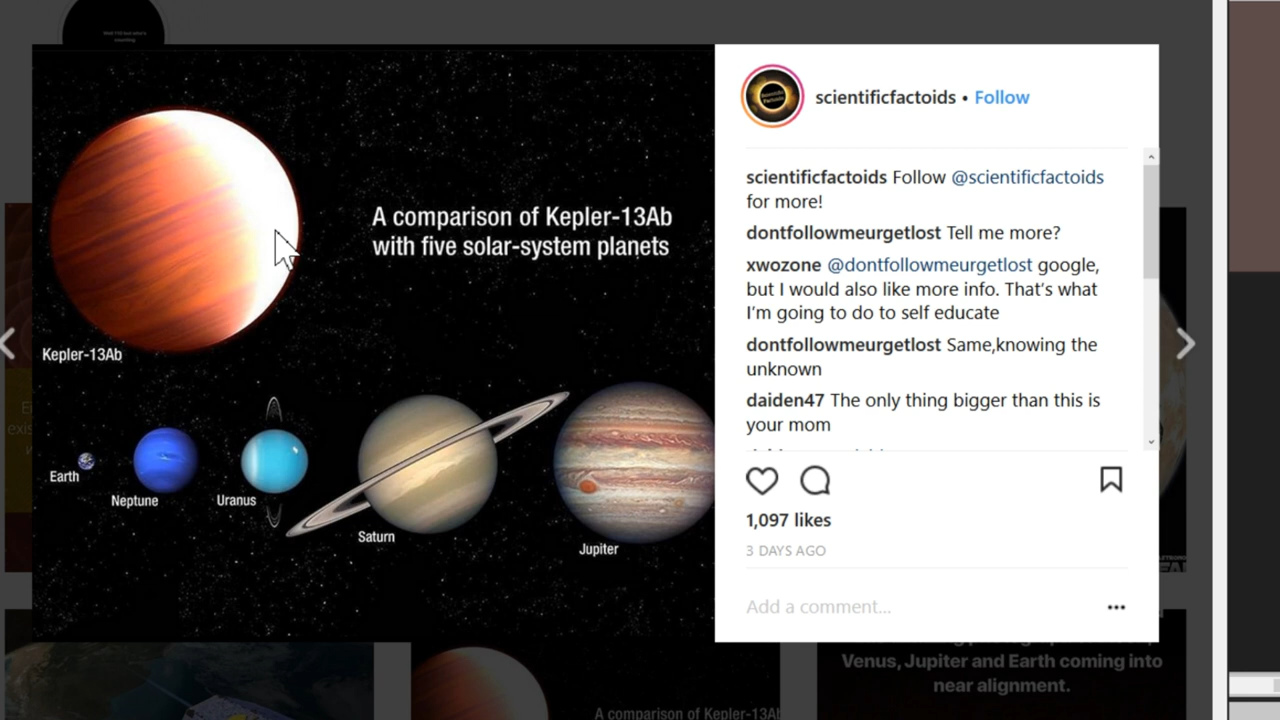 A comparison of Kepler-13Ab
with five solar-system planets
Kepler-13Ab
Earth
Neptune
Uranus
Saturn
Jupiter
scientificfactoids • Follow
scientificfactoids Follow @scientificfactoids
for more!
dontfollowmeurgetlost Tell me more?
xwozone @dontfollowmeurgetlost google,
but I would also like more info. That's what
I'm going to do to self educate
dontfollowmeurgetlost Same,knowing the
unknown
daiden47 The only thing bigger than this is
your mom
1,097 likes
3 DAYS AGO
Add a comment...
Venus, Jupiter and Earth coming into
near alignment.
A comparison of Kepler-13Ab